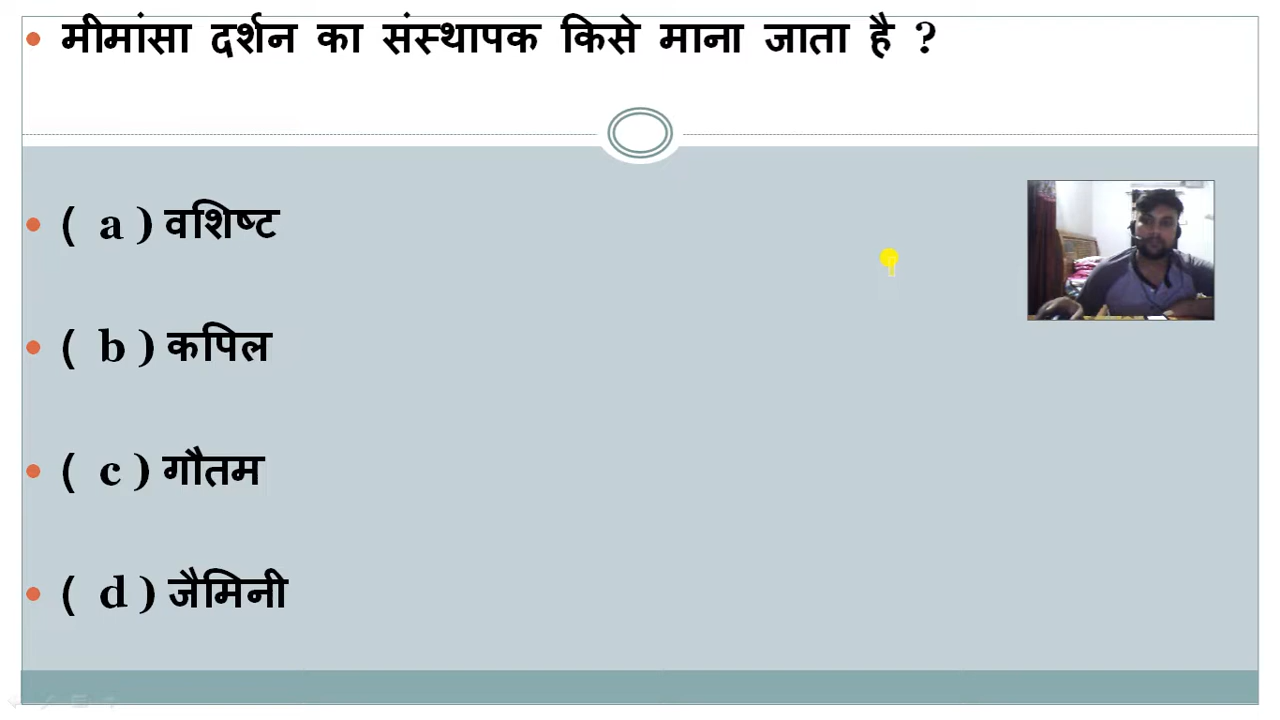 मीमांसा दर्शन का संस्थापक किसे माना जाता है ?
( a ) वशिष्ट
( b ) कपिल
( c ) गौतम
( d ) जैमिनी